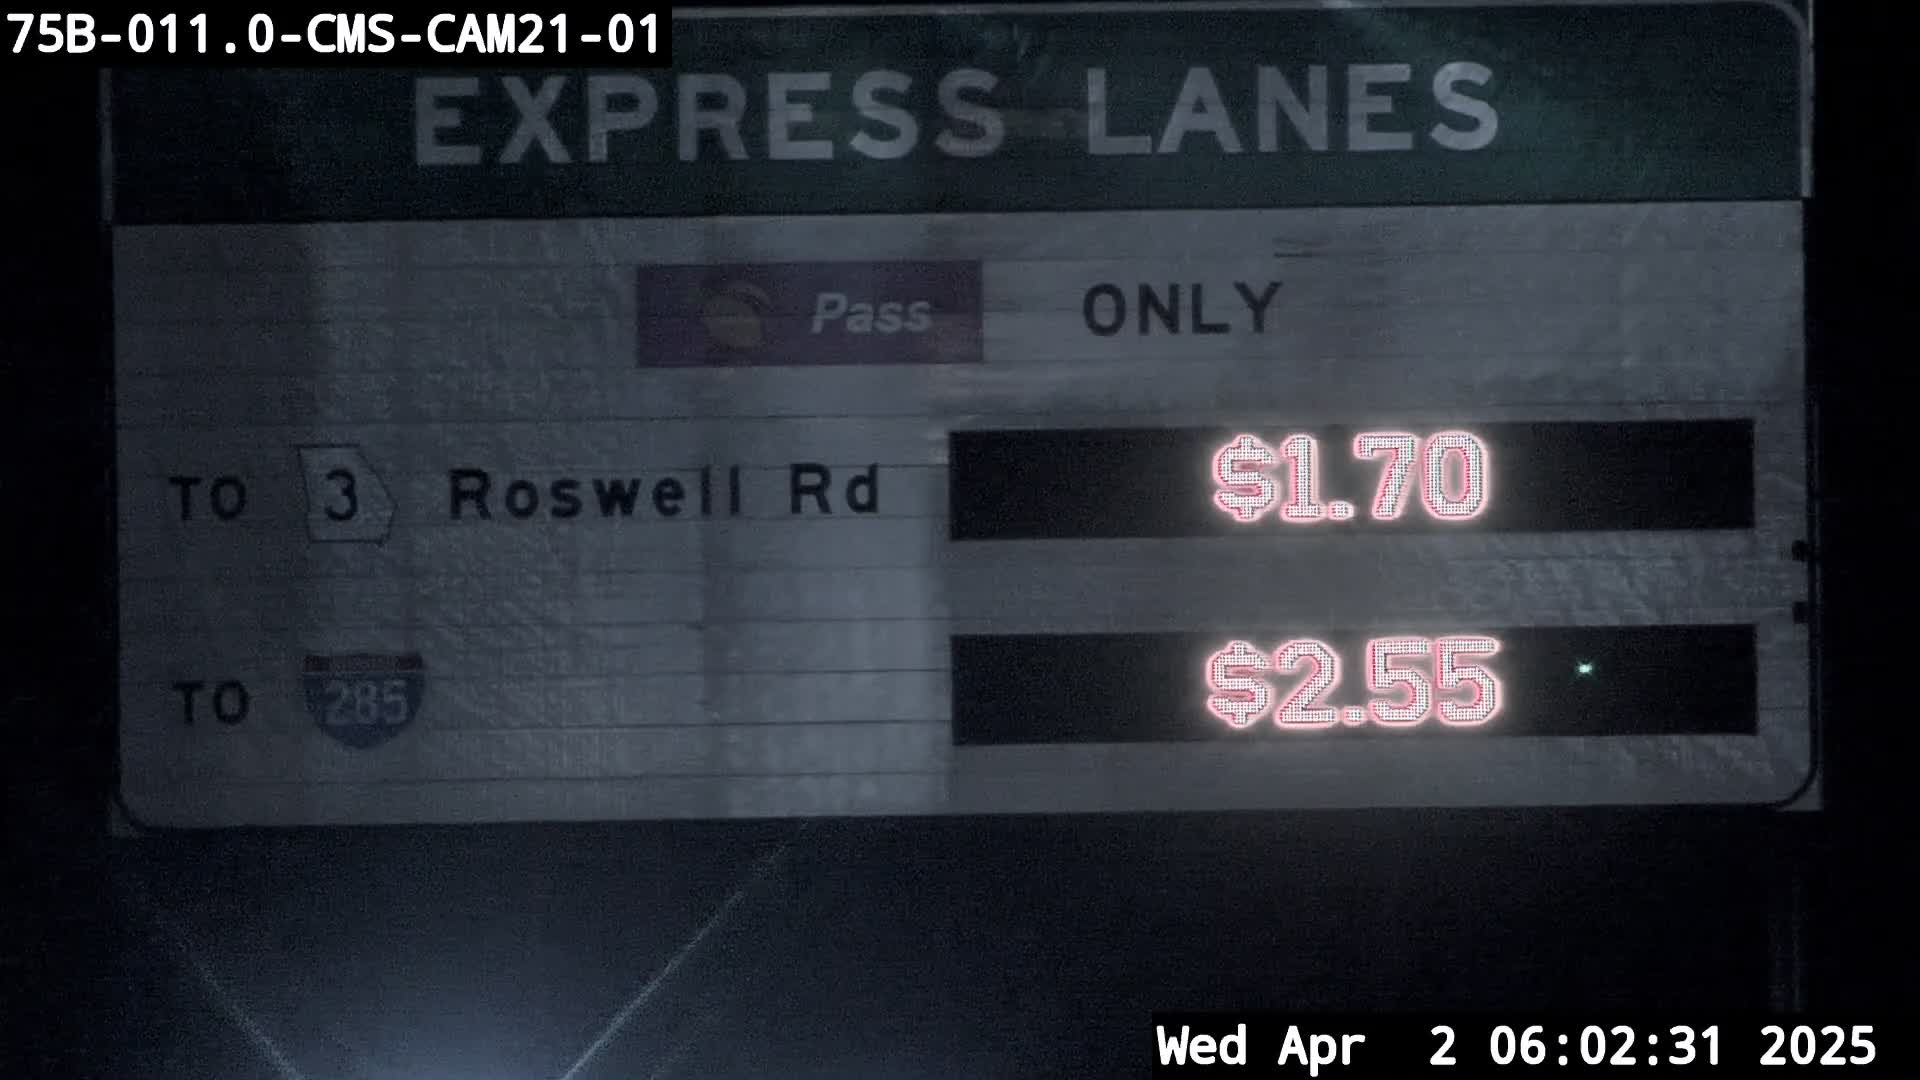 75B-011.0-CMS-CAM21-01
EXPRESS LANES
Pass ONLY
TO 3 Roswell Rd $1.70
TO 285 $2.55
Wed Apr 2 06:02:31 2025